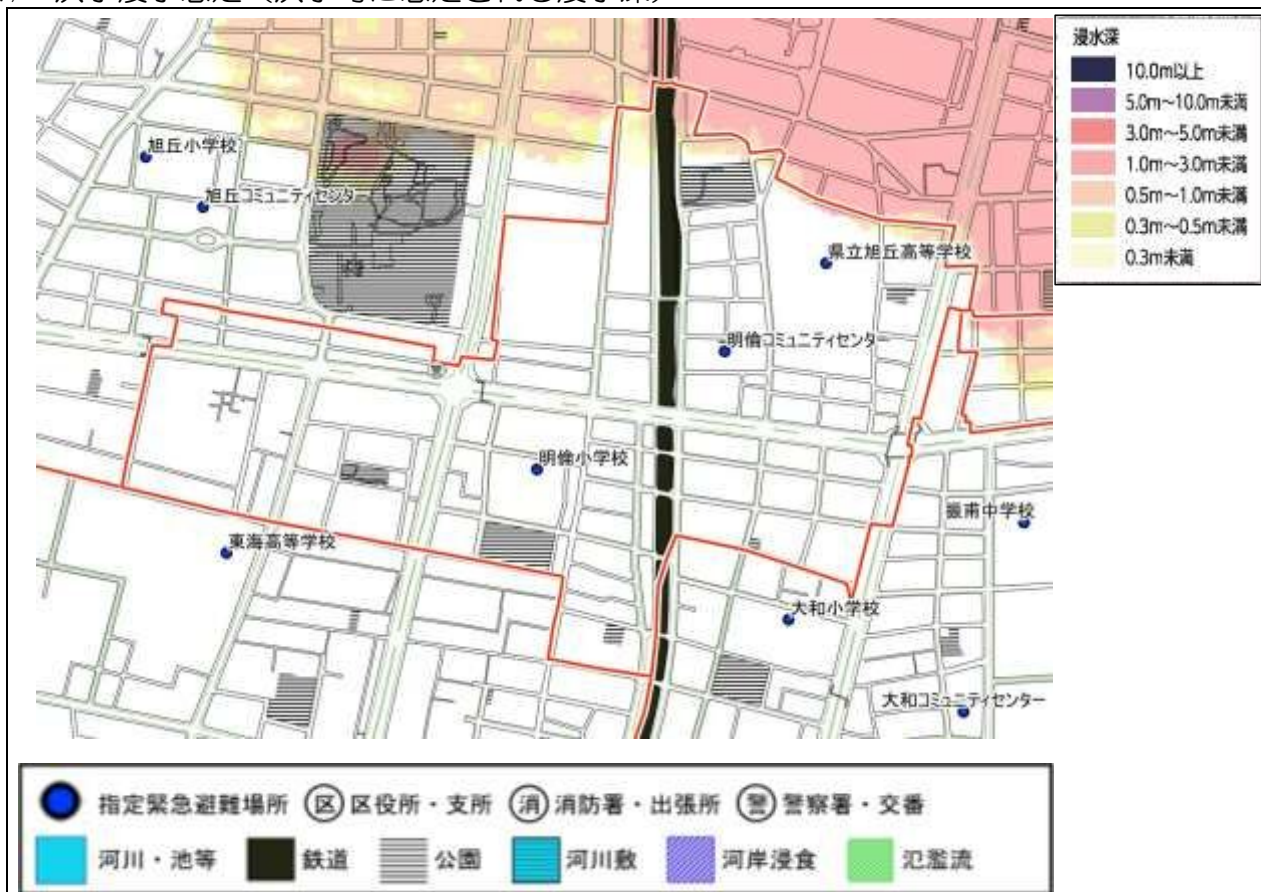 浸水深
10.0m以上
5.0m～10.0m未満
3.0m～5.0m未満
1.0m～3.0m未満
0.5m～1.0m未満
0.3m～0.5m未満
0.3m未満
旭丘小学校
旭丘コミュニティセンター
県立旭丘高等学校
明倫コミュニティセンター
明倫小学校
振甫中学校
東海高等学校
大和小学校
大和コミュニティセンター
指定緊急避難場所 区 区役所・支所 消 消防署・出張所 警 警察署・交番
河川・池等 鉄道 公園 河川敷 河岸浸食 氾濫流